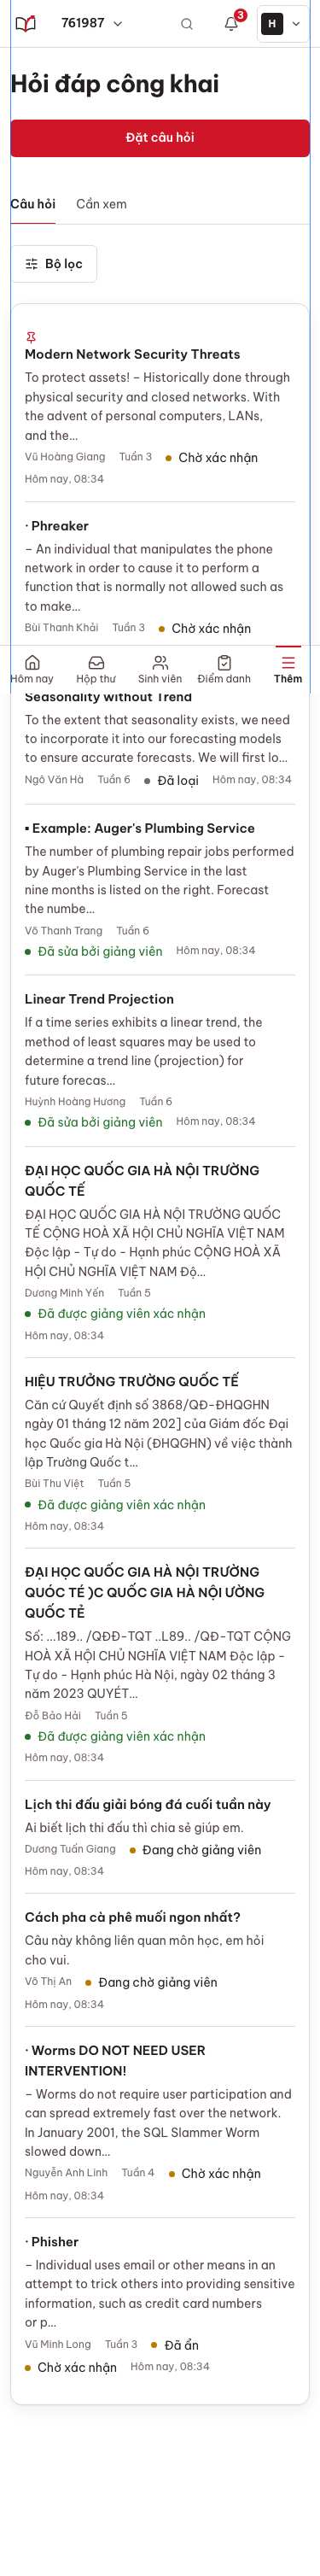 761987
3
H
Hỏi đáp công khai
Đặt câu hỏi
Câu hỏi
Cần xem
Bộ lọc
Modern Network Security Threats
To protect assets! – Historically done through
physical security and closed networks. With
the advent of personal computers, LANs,
and the…
Vũ Hoàng Giang Tuần 3 Chờ xác nhận
Hôm nay, 08:34
· Phreaker
– An individual that manipulates the phone
network in order to cause it to perform a
function that is normally not allowed such as
to make…
Bùi Thanh Khải Tuần 3 Chờ xác nhận
Hôm nay Hộp thư Sinh viên Điểm danh Thêm
Seasonality without Trend
To the extent that seasonality exists, we need
to incorporate it into our forecasting models
to ensure accurate forecasts. We will first lo…
Ngô Văn Hà Tuần 6 Đã loại Hôm nay, 08:34
▪ Example: Auger's Plumbing Service
The number of plumbing repair jobs performed
by Auger's Plumbing Service in the last
nine months is listed on the right. Forecast
the numbe…
Võ Thanh Trang Tuần 6
Đã sửa bởi giảng viên Hôm nay, 08:34
Linear Trend Projection
If a time series exhibits a linear trend, the
method of least squares may be used to
determine a trend line (projection) for
future forecas…
Huỳnh Hoàng Hương Tuần 6
Đã sửa bởi giảng viên Hôm nay, 08:34
ĐẠI HỌC QUỐC GIA HÀ NỘI TRƯỜNG
QUỐC TẾ
ĐẠI HỌC QUỐC GIA HÀ NỘI TRƯỜNG QUỐC
TẾ CỘNG HOÀ XÃ HỘI CHỦ NGHĨA VIỆT NAM
Độc lập - Tự do - Hạnh phúc CỘNG HOÀ XÃ
HỘI CHỦ NGHĨA VIỆT NAM Độ…
Dương Minh Yến Tuần 5
Đã được giảng viên xác nhận
Hôm nay, 08:34
HIỆU TRƯỞNG TRƯỜNG QUỐC TẾ
Căn cứ Quyết định số 3868/QĐ-ĐHQGHN
ngày 01 tháng 12 năm 202] của Giám đốc Đại
học Quốc gia Hà Nội (ĐHQGHN) về việc thành
lập Trường Quốc t…
Bùi Thu Việt Tuần 5
Đã được giảng viên xác nhận
Hôm nay, 08:34
ĐẠI HỌC QUỐC GIA HÀ NỘI TRƯỜNG
QUÓC TÉ )C QUỐC GIA HÀ NỘI ƯỜNG
QUỐC TẺ
Số: ...189.. /QĐĐ-TQT ..L89.. /QĐ-TQT CỘNG
HOÀ XÃ HỘI CHỦ NGHĨA VIỆT NAM Độc lập -
Tự do - Hạnh phúc Hà Nội, ngày 02 tháng 3
năm 2023 QUYÉT…
Đỗ Bảo Hải Tuần 5
Đã được giảng viên xác nhận
Hôm nay, 08:34
Lịch thi đấu giải bóng đá cuối tuần này
Ai biết lịch thi đấu thì chia sẻ giúp em.
Dương Tuấn Giang Đang chờ giảng viên
Hôm nay, 08:34
Cách pha cà phê muối ngon nhất?
Câu này không liên quan môn học, em hỏi
cho vui.
Võ Thị An Đang chờ giảng viên
Hôm nay, 08:34
· Worms DO NOT NEED USER
INTERVENTION!
– Worms do not require user participation and
can spread extremely fast over the network.
In January 2001, the SQL Slammer Worm
slowed down…
Nguyễn Anh Linh Tuần 4 Chờ xác nhận
Hôm nay, 08:34
· Phisher
– Individual uses email or other means in an
attempt to trick others into providing sensitive
information, such as credit card numbers
or p…
Vũ Minh Long Tuần 3 Đã ẩn
Chờ xác nhận Hôm nay, 08:34